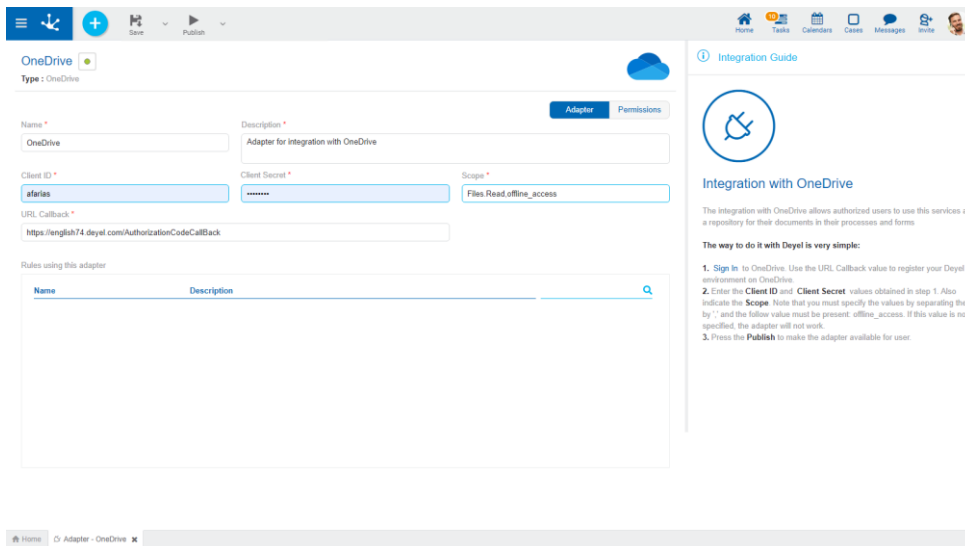 Save
Publish
10
Home
Tasks
Calendars
Cases
Messages
Invite
OneDrive
Type : OneDrive
Adapter
Permissions
Name *
Description *
OneDrive
Adapter for integration with OneDrive
Client ID *
Client Secret *
Scope *
afarias
••••••••
Files.Read,offline_access
URL Callback *
https://english74.deyel.com/AuthorizationCodeCallBack
Rules using this adapter
Name
Description
Integration Guide
Integration with OneDrive
The integration with OneDrive allows authorized users to use this services
a repository for their documents in their processes and forms
The way to do it with Deyel is very simple:
1. Sign In to OneDrive. Use the URL Callback value to register your Deyel
environment on OneDrive.
2. Enter the Client ID and Client Secret values obtained in step 1. Also
indicate the Scope. Note that you must specify the values by separating
by ',' and the follow value must be present: offline_access. If this value is
specified, the adapter will not work.
3. Press the Publish to make the adapter available for user.
Home
Adapter - OneDrive